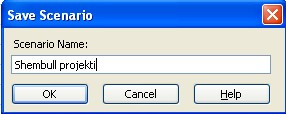 Save Scenario
Scenario Name:
Shembull projekti
OK Cancel Help